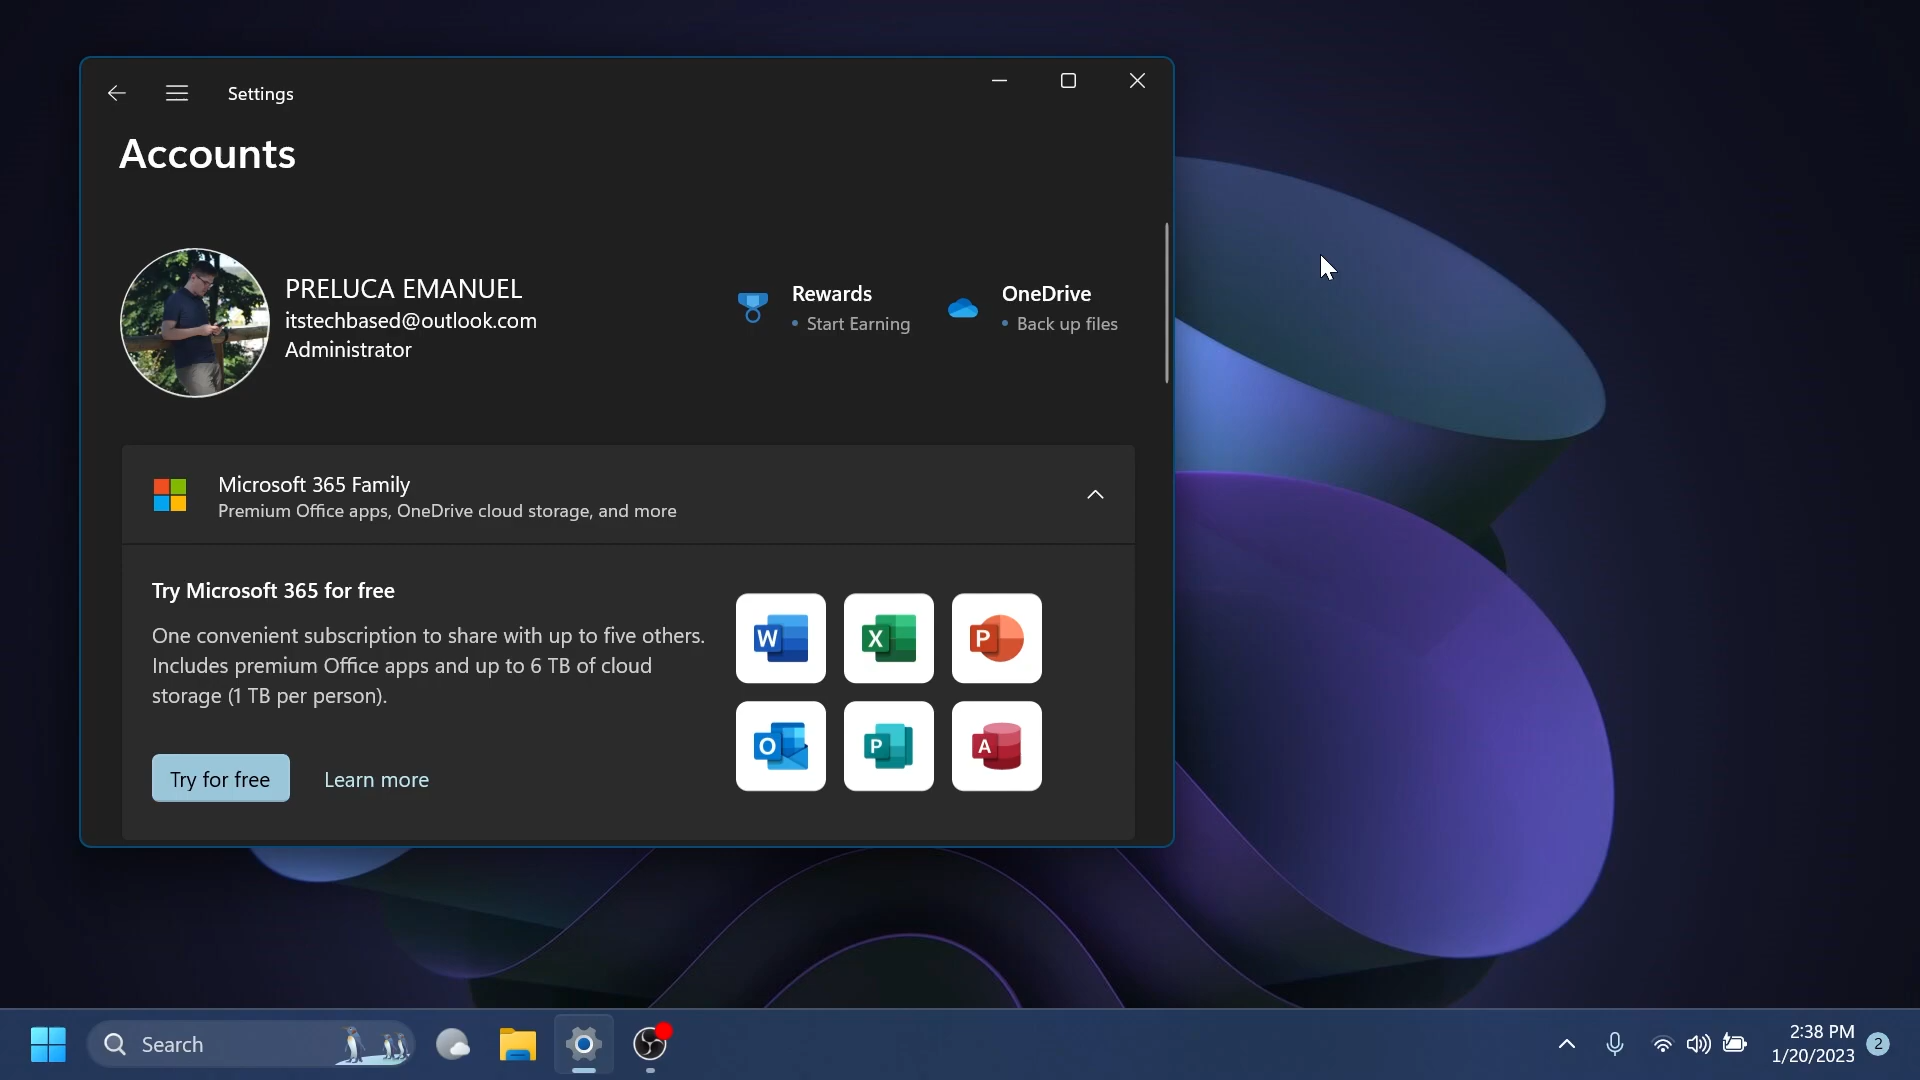 Settings
Accounts
PRELUCA EMANUEL
itstechbased@outlook.com
Administrator
Rewards
• Start Earning
OneDrive
• Back up files
Microsoft 365 Family
Premium Office apps, OneDrive cloud storage, and more
Try Microsoft 365 for free
One convenient subscription to share with up to five others.
Includes premium Office apps and up to 6 TB of cloud
storage (1 TB per person).
Try for free
Learn more
W
X
P
O
P
A
Search
2:38 PM
1/20/2023
2